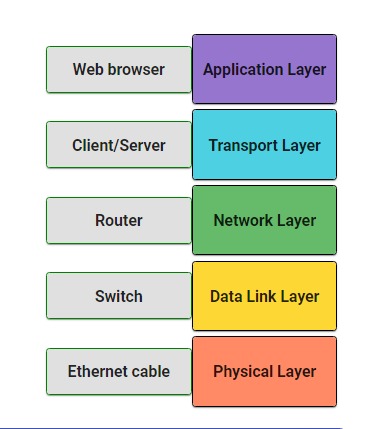 Web browser Application Layer
Client/Server Transport Layer
Router Network Layer
Switch Data Link Layer
Ethernet cable Physical Layer